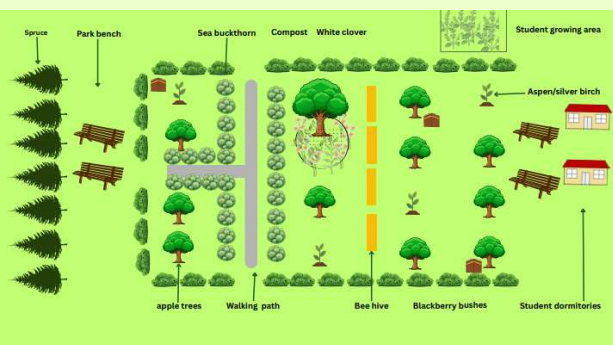 Spruce
Park bench
Sea buckthorn
Compost
White clover
Student growing area
Aspen/silver birch
apple trees
Walking path
Bee hive
Blackberry bushes
Student dormitories